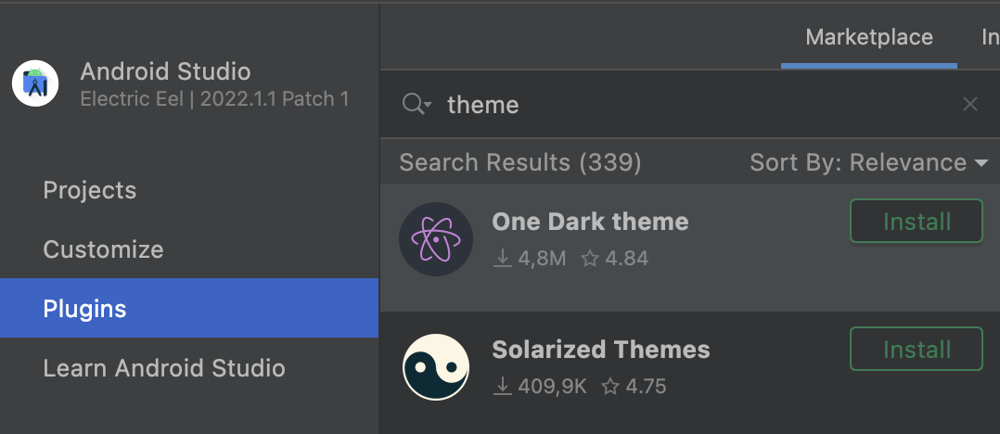 Marketplace
Android Studio
Electric Eel | 2022.1.1 Patch 1
theme
Search Results (339)
Sort By: Relevance
Projects
Customize
Plugins
Learn Android Studio
One Dark theme
Install
4,8M
4.84
Solarized Themes
Install
409,9K
4.75